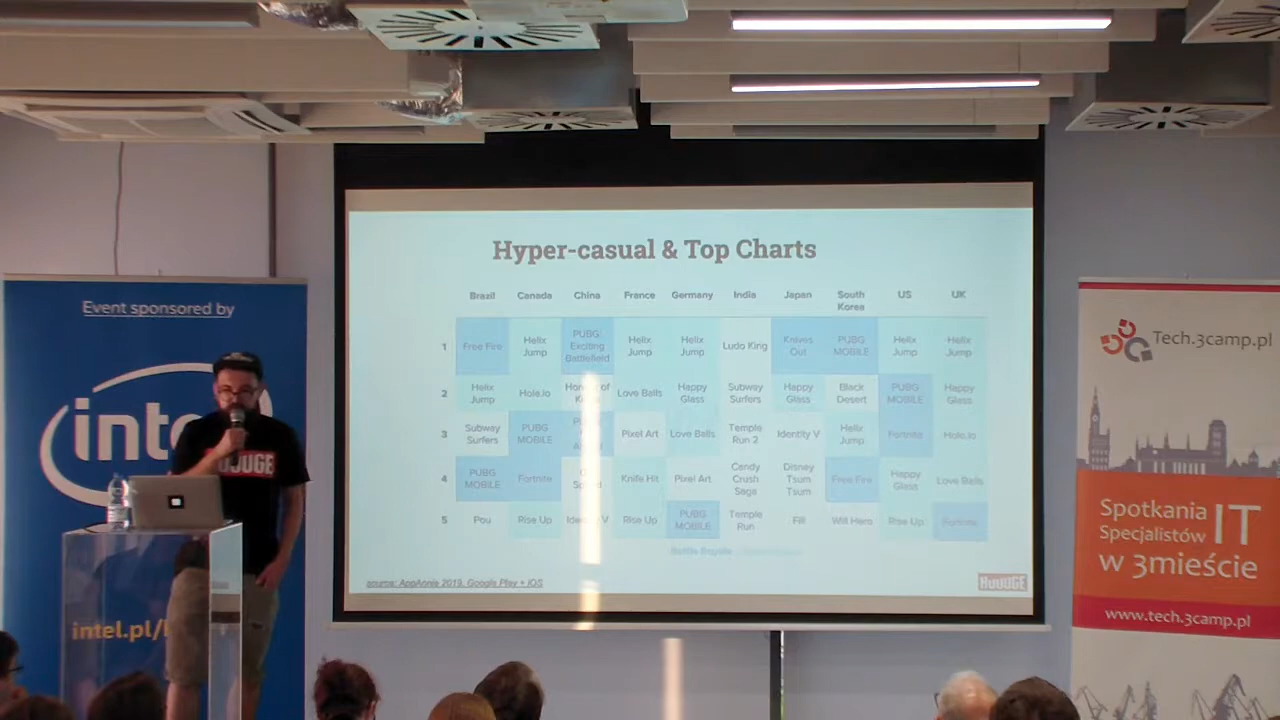 Event sponsored by
intel
HUUUGE
intel.pl/
Hyper-casual & Top Charts
Brazil Canada China France Germany India Japan South Korea US UK
1 Free Fire Helix Jump PUBG: Exciting Battlefield Helix Jump Helix Jump Ludo King Knives Out PUBG MOBILE Helix Jump Helix Jump
2 Helix Jump Hole.io of Love Balls Happy Glass Subway Surfers Happy Glass Black Desert PUBG MOBILE Happy Glass
3 Subway Surfers PUBG MOBILE Pixel Art Love Balls Temple Run 2 Identity V Helix Jump Fortnite Hole.io
4 PUBG MOBILE Fortnite Knife Hit Pixel Art Candy Crush Saga Disney Tsum Tsum Free Fire Happy Glass Love Balls
5 Pou Rise Up Identity V Rise Up PUBG MOBILE Temple Run Fill Will Hero Rise Up Fortnite
Battle Royale
source: AppAnnie 2019, Google Play + iOS
HUUUGE
Tech.3camp.pl
Spotkania
Specjalistów IT
w 3mieście
www.tech.3camp.pl